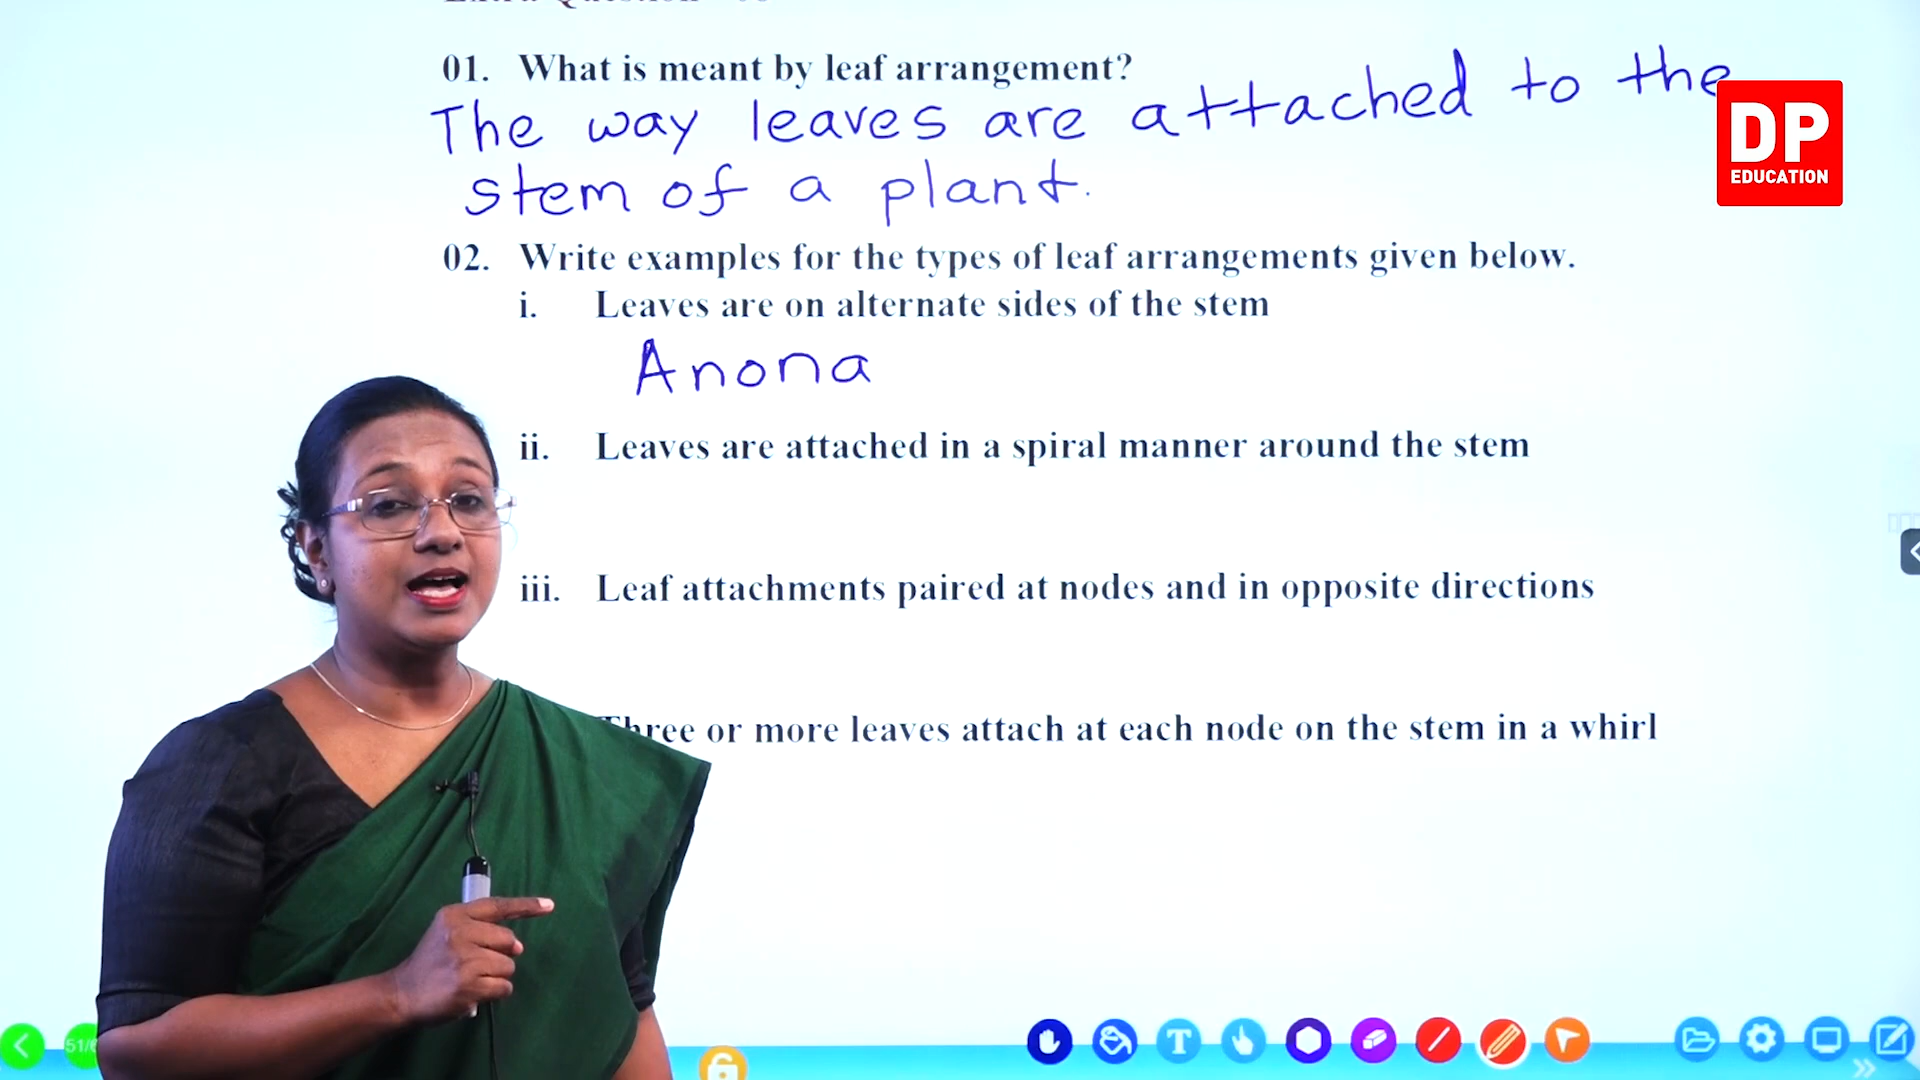 01. What is meant by leaf arrangement?
The way leaves are attached to the
stem of a plant.
DP
EDUCATION
02. Write examples for the types of leaf arrangements given below.
i. Leaves are on alternate sides of the stem
Anona
ii. Leaves are attached in a spiral manner around the stem
iii. Leaf attachments paired at nodes and in opposite directions
Three or more leaves attach at each node on the stem in a whirl
T